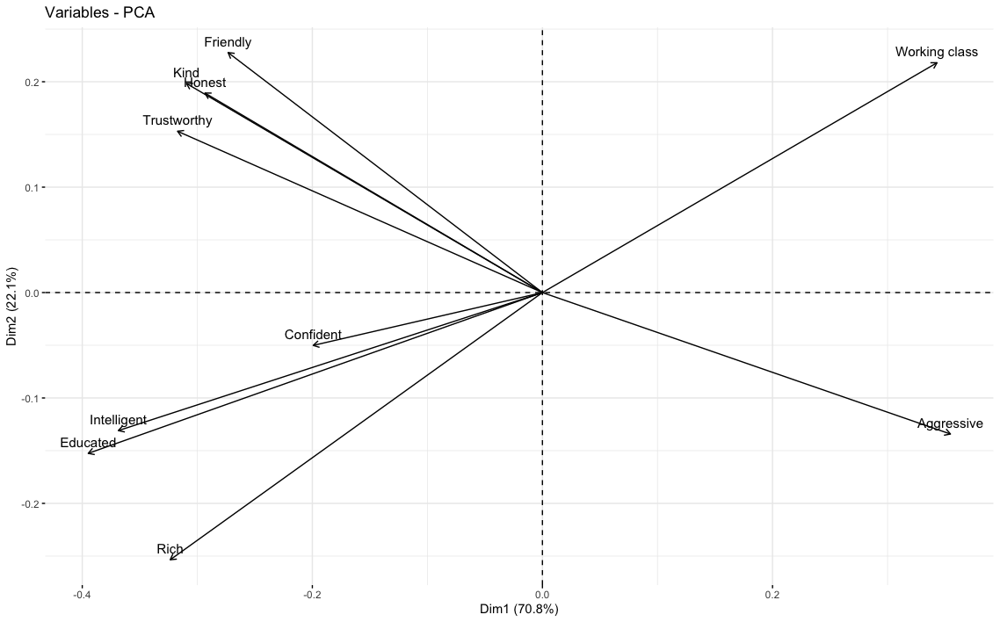 Variables - PCA
Friendly
Working class
Kind
Honest
Trustworthy
Confident
Intelligent
Educated
Aggressive
Rich
0.2
0.1
0.0
-0.1
-0.2
Dim2 (22.1%)
-0.4
-0.2
0.0
0.2
Dim1 (70.8%)